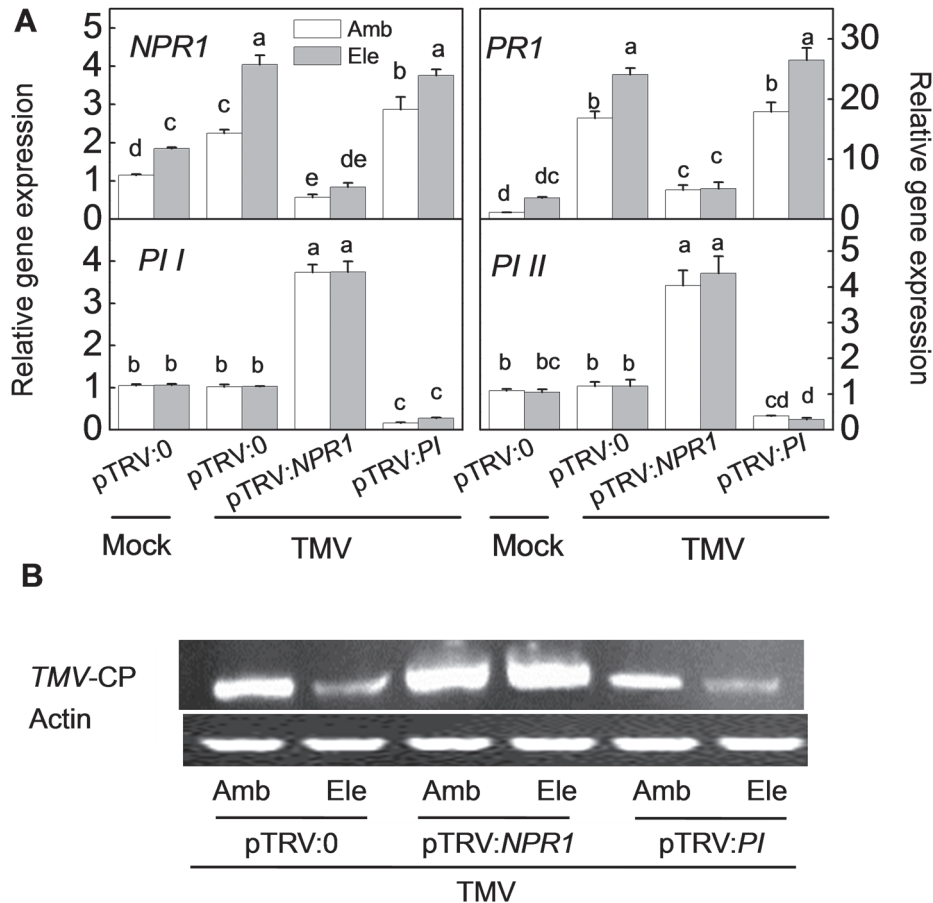 A
NPR1
Amb
Ele
PR1
5
4
3
2
1
0
30
20
10
0
d c c a e de b a
d dc b a c c b a
Relative gene expression
Relative gene expression
PI I
PI II
4
3
2
1
0
5
4
3
2
1
0
b b b b a a c c
b bc b b a a cd d
pTRV:0 pTRV:0 pTRV:NPR1 pTRV:PI pTRV:0 pTRV:0 pTRV:NPR1 pTRV:PI
Mock TMV Mock TMV
B
TMV-CP
Actin
Amb Ele Amb Ele Amb Ele
pTRV:0 pTRV:NPR1 pTRV:PI
TMV